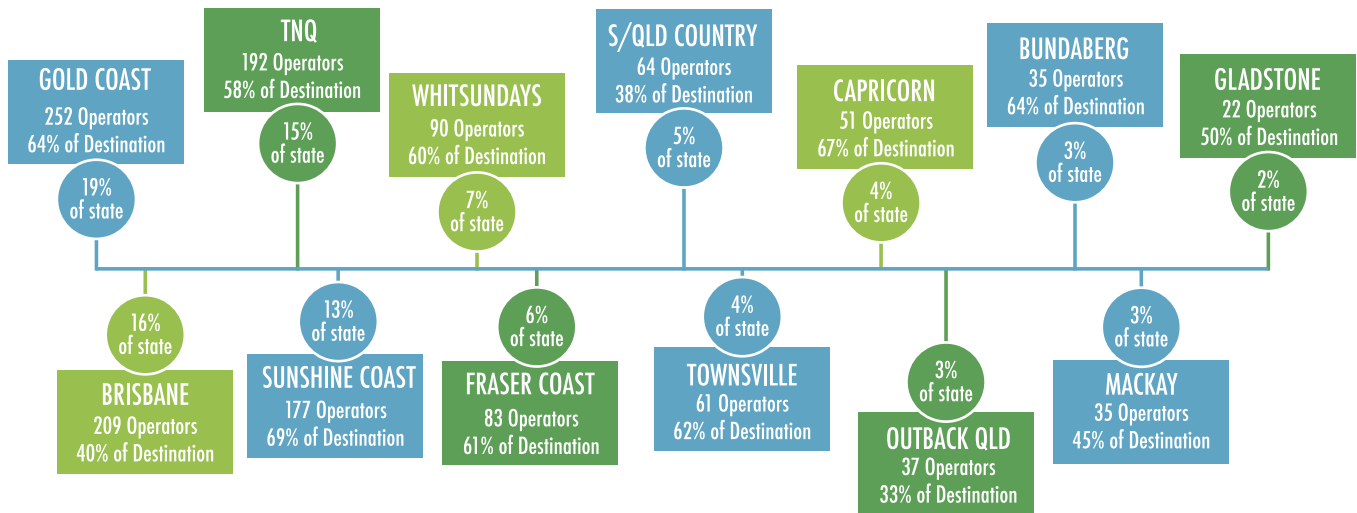 GOLD COAST
252 Operators
64% of Destination
19%
of state
TNQ
192 Operators
58% of Destination
15%
of state
WHITSUNDAYS
90 Operators
60% of Destination
7%
of state
S/QLD COUNTRY
64 Operators
38% of Destination
5%
of state
CAPRICORN
51 Operators
67% of Destination
4%
of state
BUNDABERG
35 Operators
64% of Destination
3%
of state
GLADSTONE
22 Operators
50% of Destination
2%
of state
16%
of state
BRISBANE
209 Operators
40% of Destination
13%
of state
SUNSHINE COAST
177 Operators
69% of Destination
6%
of state
FRASER COAST
83 Operators
61% of Destination
4%
of state
TOWNSVILLE
61 Operators
62% of Destination
3%
of state
OUTBACK QLD
37 Operators
33% of Destination
3%
of state
MACKAY
35 Operators
45% of Destination